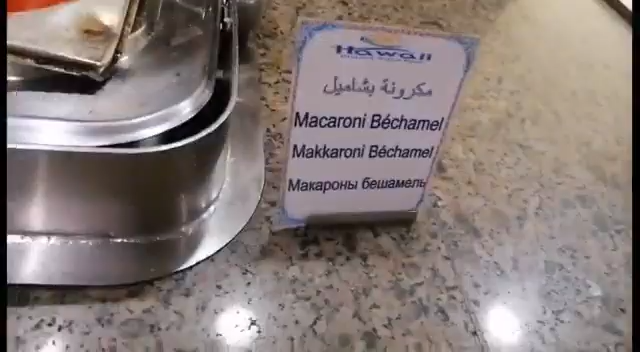 Hawaii
مكرونة بشاميل
Macaroni Béchamel
Makkaroni Béchamel
Макароны бешамель